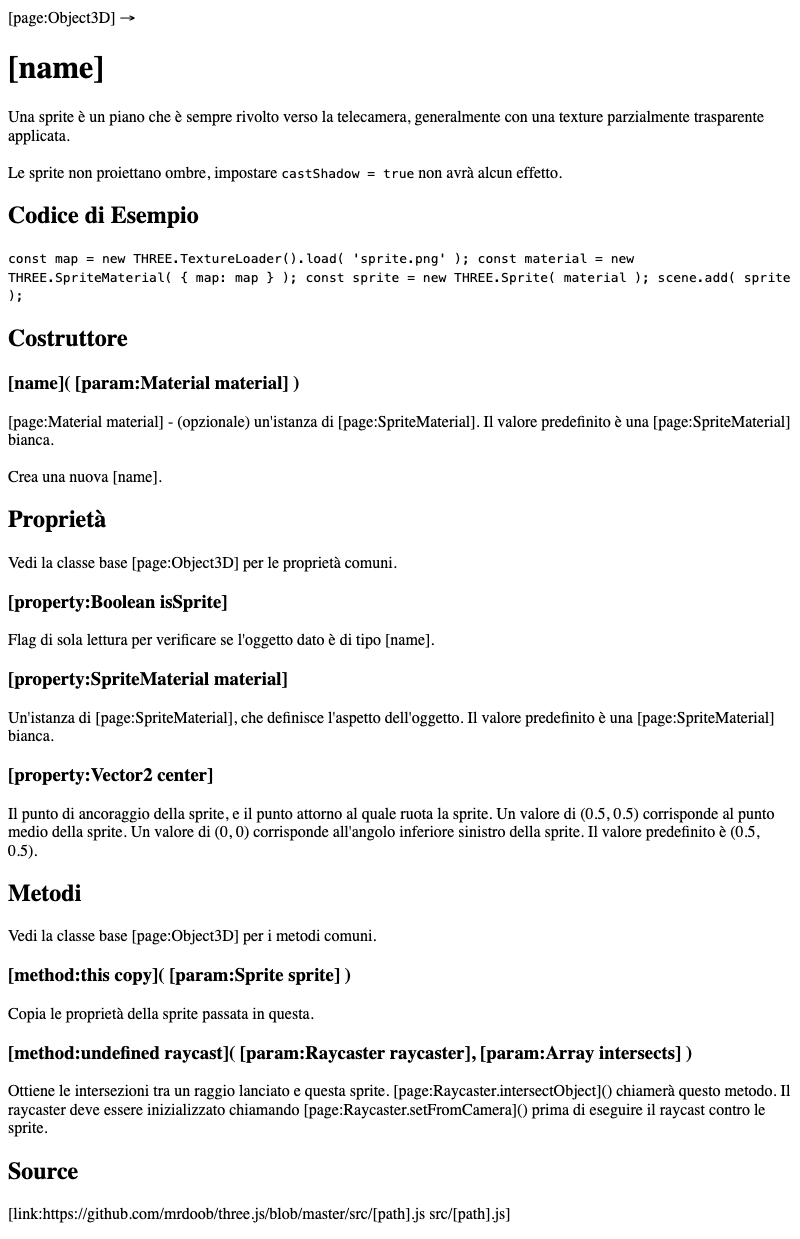 [page:Object3D] →
[name]
Una sprite è un piano che è sempre rivolto verso la telecamera, generalmente con una texture parzialmente trasparente
applicata.
Le sprite non proiettano ombre, impostare castShadow = true non avrà alcun effetto.
Codice di Esempio
const map = new THREE.TextureLoader().load( 'sprite.png' ); const material = new
THREE.SpriteMaterial( { map: map } ); const sprite = new THREE.Sprite( material ); scene.add( sprite
);
Costruttore
[name]( [param:Material material] )
[page:Material material] - (opzionale) un'istanza di [page:SpriteMaterial]. Il valore predefinito è una [page:SpriteMaterial]
bianca.
Crea una nuova [name].
Proprietà
Vedi la classe base [page:Object3D] per le proprietà comuni.
[property:Boolean isSprite]
Flag di sola lettura per verificare se l'oggetto dato è di tipo [name].
[property:SpriteMaterial material]
Un'istanza di [page:SpriteMaterial], che definisce l'aspetto dell'oggetto. Il valore predefinito è una [page:SpriteMaterial]
bianca.
[property:Vector2 center]
Il punto di ancoraggio della sprite, e il punto attorno al quale ruota la sprite. Un valore di (0.5, 0.5) corrisponde al punto
medio della sprite. Un valore di (0, 0) corrisponde all'angolo inferiore sinistro della sprite. Il valore predefinito è (0.5,
0.5).
Metodi
Vedi la classe base [page:Object3D] per i metodi comuni.
[method:this copy]( [param:Sprite sprite] )
Copia le proprietà della sprite passata in questa.
[method:undefined raycast]( [param:Raycaster raycaster], [param:Array intersects] )
Ottiene le intersezioni tra un raggio lanciato e questa sprite. [page:Raycaster.intersectObject]() chiamerà questo metodo. Il
raycaster deve essere inizializzato chiamando [page:Raycaster.setFromCamera]() prima di eseguire il raycast contro le
sprite.
Source
[link:https://github.com/mrdoob/three.js/blob/master/src/[path].js src/[path].js]